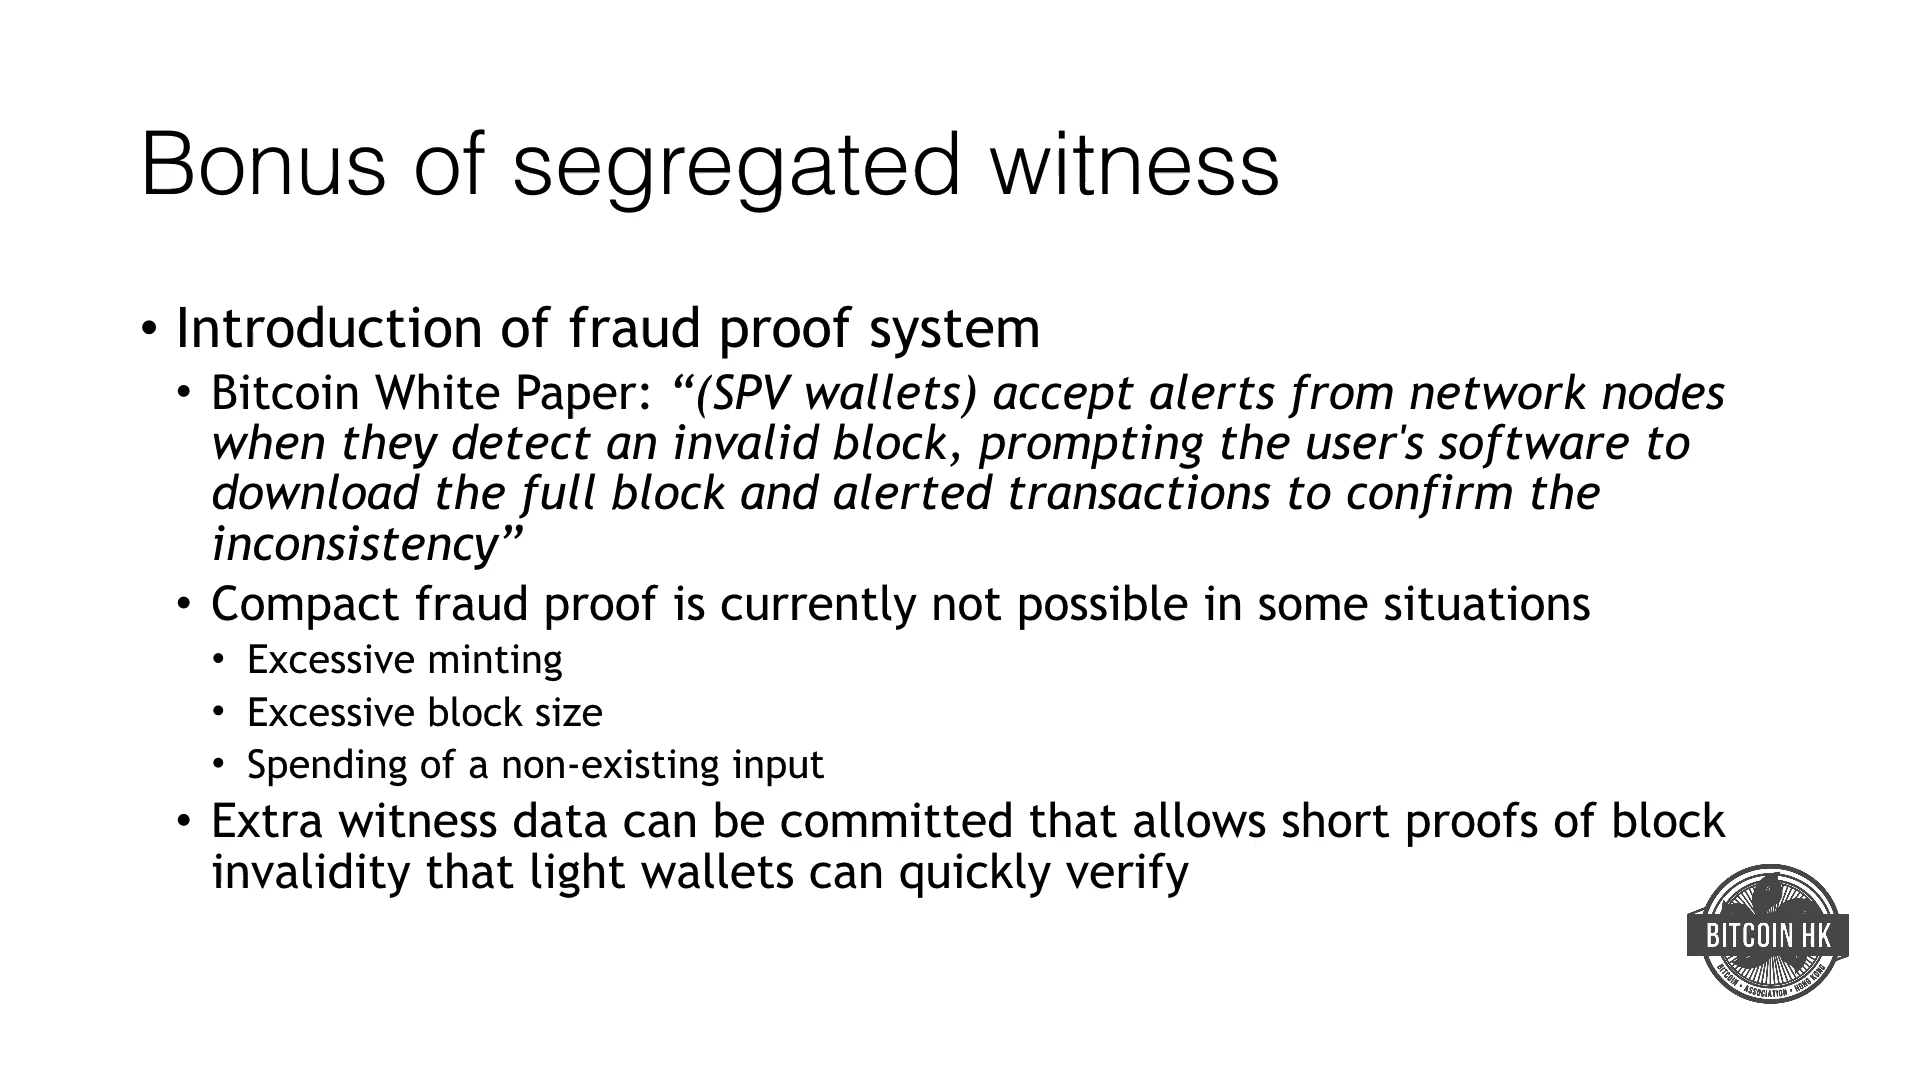 Bonus of segregated witness
• Introduction of fraud proof system
• Bitcoin White Paper: “(SPV wallets) accept alerts from network nodes
when they detect an invalid block, prompting the user's software to
download the full block and alerted transactions to confirm the
inconsistency”
• Compact fraud proof is currently not possible in some situations
• Excessive minting
• Excessive block size
• Spending of a non-existing input
• Extra witness data can be committed that allows short proofs of block
invalidity that light wallets can quickly verify
BITCOIN HK
BITCOIN • ASSOCIATION • HONG KONG